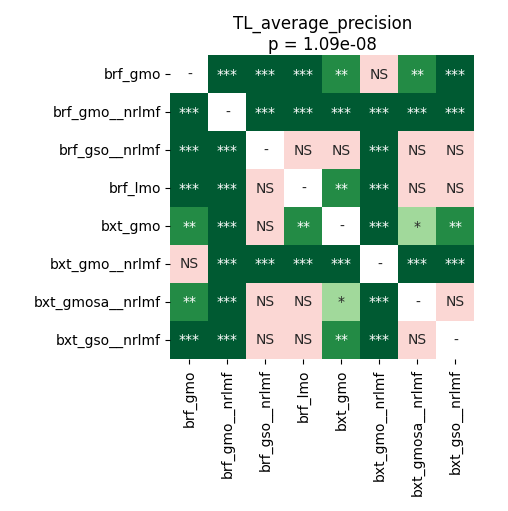 TL_average_precision
p = 1.09e-08
brf_gmo - *** *** *** ** NS ** ***
brf_gmo__nrlmf *** - *** *** *** *** *** ***
brf_gso__nrlmf *** *** - NS NS *** NS NS
brf_lmo *** *** NS - ** *** NS NS
bxt_gmo ** *** NS ** - *** * **
bxt_gmo__nrlmf NS *** *** *** *** - *** ***
bxt_gmosa__nrlmf ** *** NS NS * *** - NS
bxt_gso__nrlmf *** *** NS NS ** *** NS -
brf_gmo
brf_gmo__nrlmf
brf_gso__nrlmf
brf_lmo
bxt_gmo
bxt_gmo__nrlmf
bxt_gmosa__nrlmf
bxt_gso__nrlmf